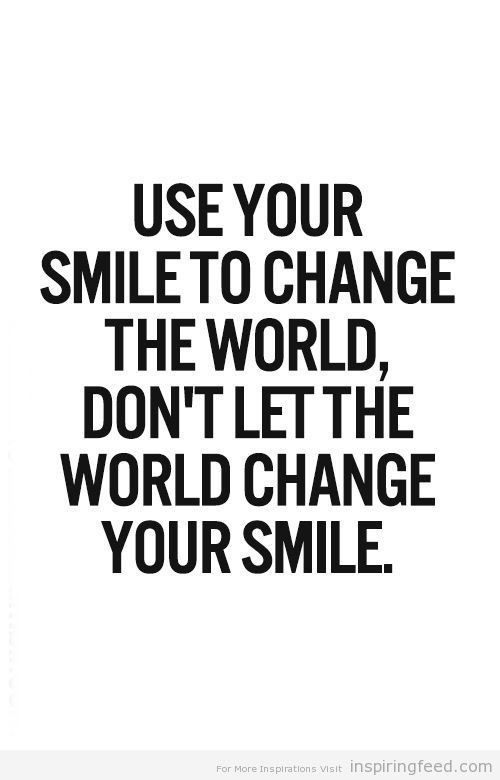 USE YOUR
SMILE TO CHANGE
THE WORLD,
DON'T LET THE
WORLD CHANGE
YOUR SMILE.
For More Inspirations Visit inspiringfeed.com